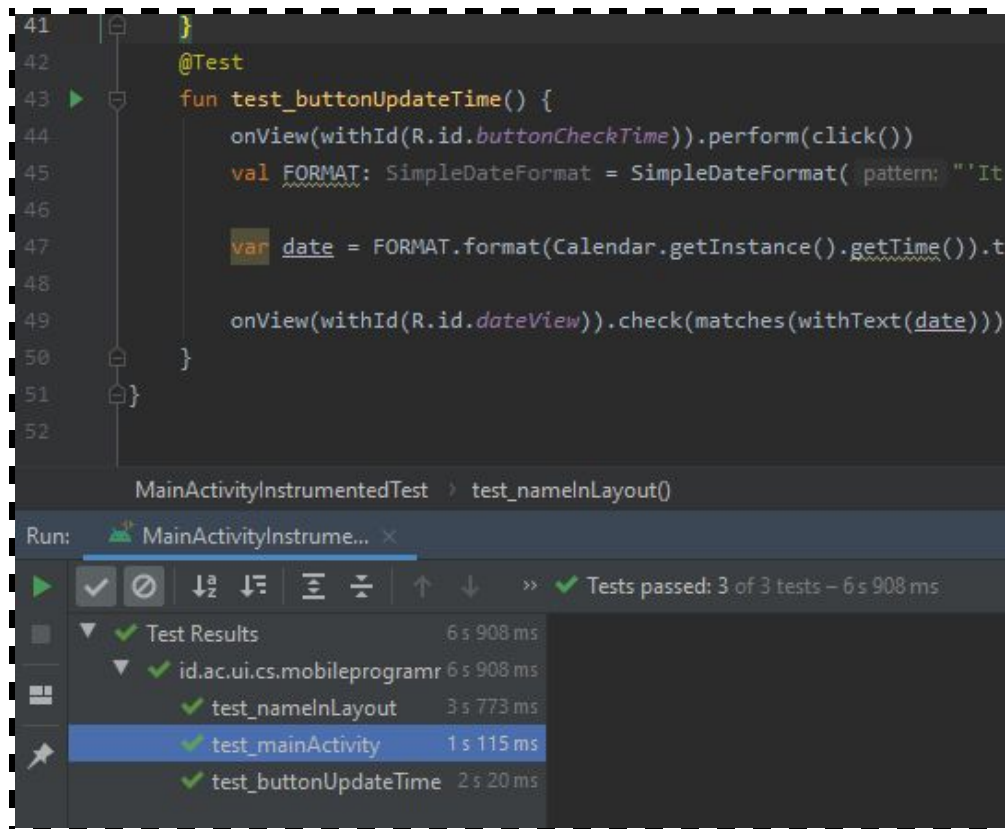 41 }
42 @Test
43 fun test_buttonUpdateTime() {
44 onView(withId(R.id.buttonCheckTime)).perform(click())
45 val FORMAT: SimpleDateFormat = SimpleDateFormat( pattern: "'It
46
47 var date = FORMAT.format(Calendar.getInstance().getTime()).t
48
49 onView(withId(R.id.dateView)).check(matches(withText(date)))
50 }
51 }
52
MainActivityInstrumentedTest › test_nameInLayout()
Run: MainActivityInstrume... ×
» Tests passed: 3 of 3 tests – 6 s 908 ms
Test Results 6 s 908 ms
id.ac.ui.cs.mobileprogramr 6 s 908 ms
test_nameInLayout 3 s 773 ms
test_mainActivity 1 s 115 ms
test_buttonUpdateTime 2 s 20 ms